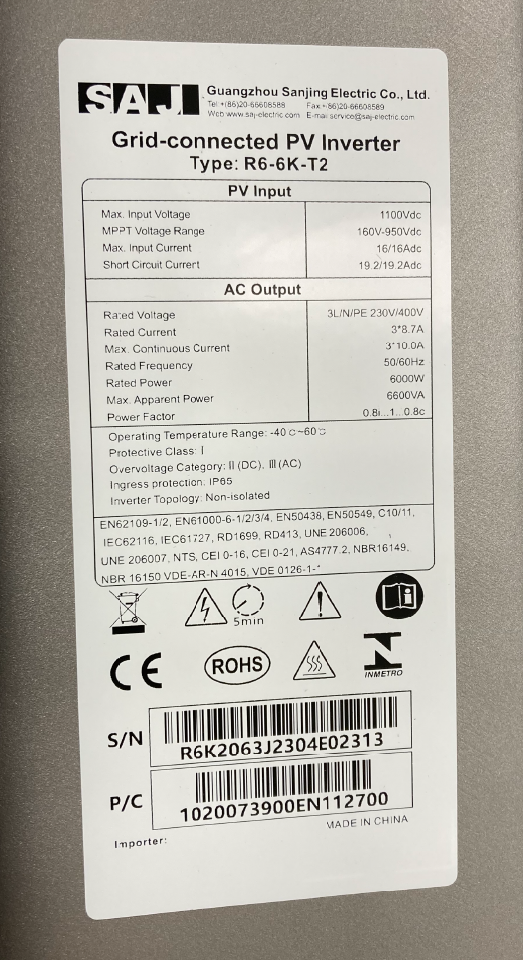 SAJ
Guangzhou Sanjing Electric Co., Ltd.
Tel:+(86)20-66608588 Fax:+86)20-66608589
Web:www.saj-electric.com E-mai:service@saj-electric.com
Grid-connected PV Inverter
Type: R6-6K-T2
PV Input
Max. Input Voltage 1100Vdc
MPPT Voltage Range 160V-950Vdc
Max. Input Current 16/16Adc
Short Circuit Current 19.2/19.2Adc
AC Output
Rated Voltage 3L/N/PE 230V/400V
Rated Current 3*8.7A
Max. Continuous Current 3*10.0A
Rated Frequency 50/60Hz
Rated Power 6000W
Max. Apparent Power 6600VA
Power Factor 0.8i...1...0.8c
Operating Temperature Range: -40℃~60℃
Protective Class: I
Overvoltage Category: II (DC), III (AC)
Ingress protection: IP65
Inverter Topology: Non-isolated
EN62109-1/2, EN61000-6-1/2/3/4, EN50438, EN50549, C10/11,
IEC62116, IEC61727, RD1699, RD413, UNE 206006,
UNE 206007, NTS, CEI 0-16, CEI 0-21, AS4777.2, NBR16149,
NBR 16150 VDE-AR-N 4015, VDE 0126-1-
5min
CE
ROHS
INMETRO
S/N
R6K2063J2304E02313
P/C
1020073900EN112700
MADE IN CHINA
Importer: